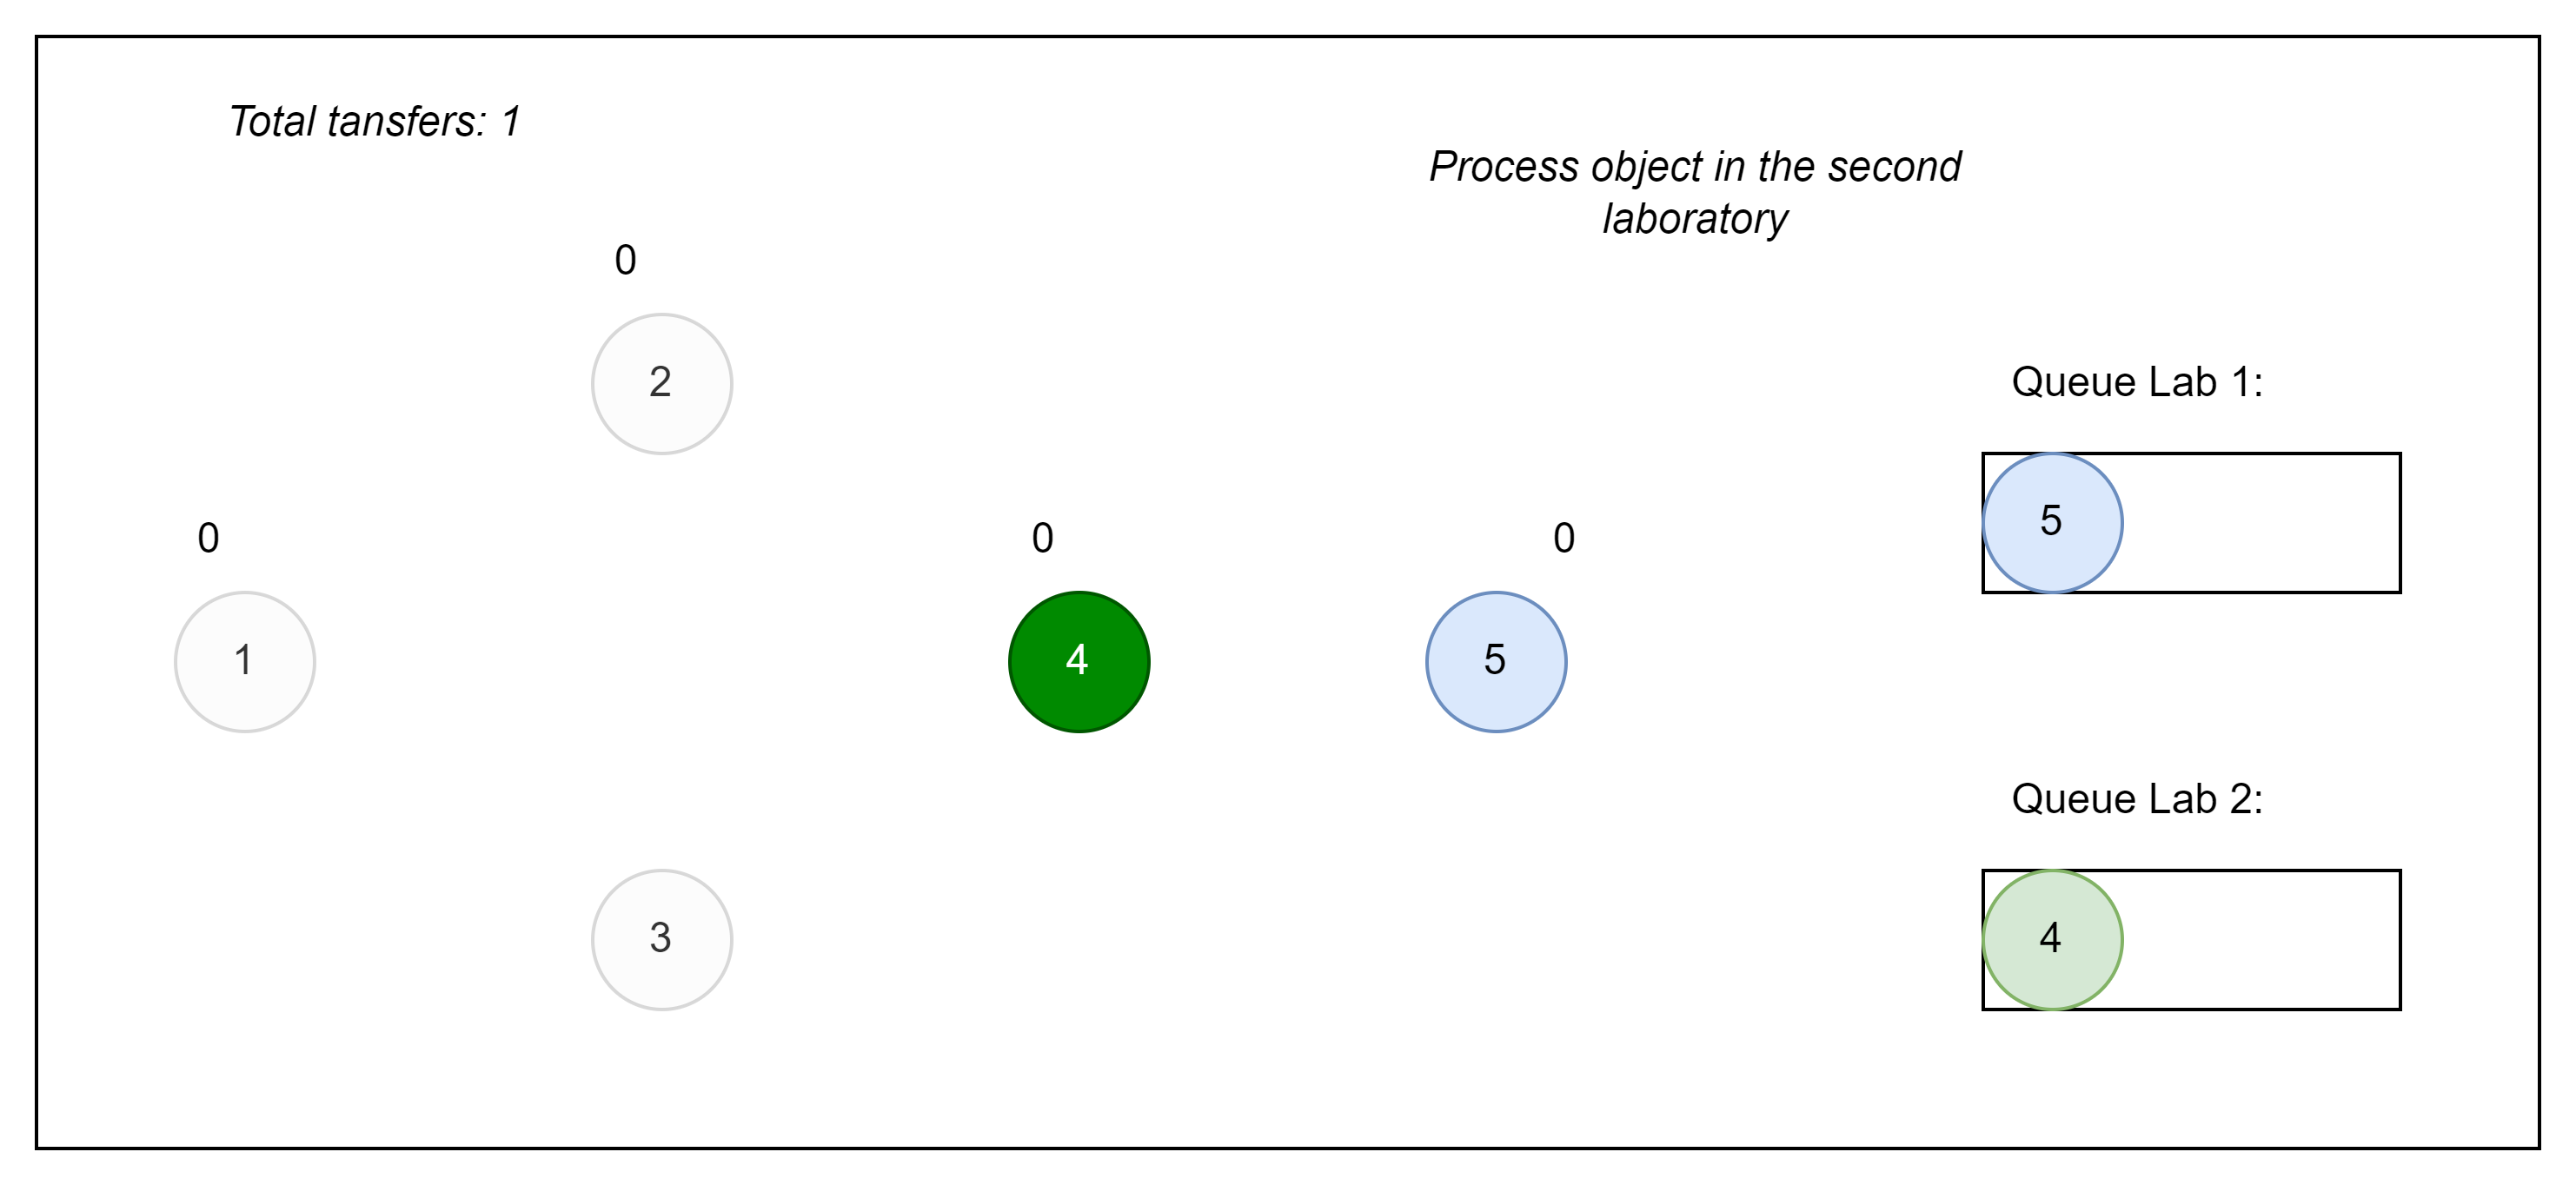 Total tansfers: 1
Process object in the second
laboratory
0
2
Queue Lab 1:
0
0
0
5
1
4
5
Queue Lab 2:
3
4